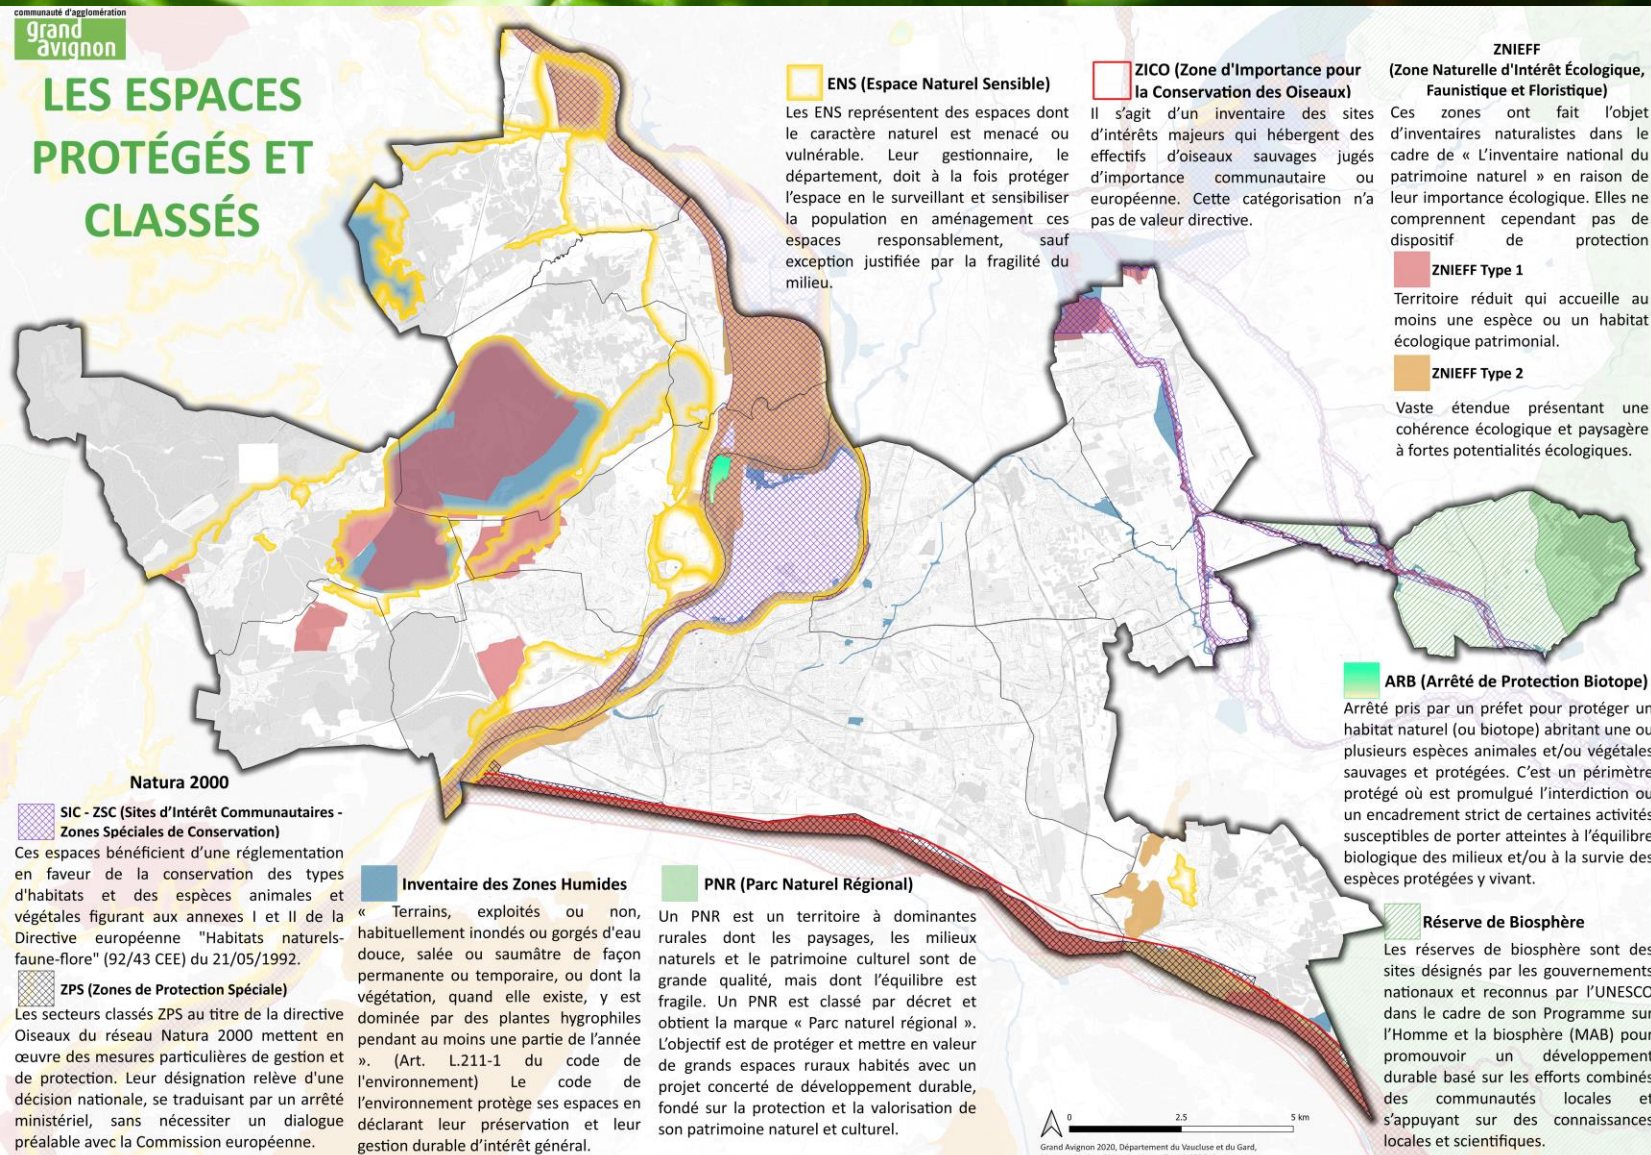 communauté d'agglomération
grand
avignon
LES ESPACES
PROTÉGÉS ET
CLASSÉS
ENS (Espace Naturel Sensible)
Les ENS représentent des espaces dont
le caractère naturel est menacé ou
vulnérable. Leur gestionnaire, le
département, doit à la fois protéger
l'espace en le surveillant et sensibiliser
la population en aménagement ces
espaces responsablement, sauf
exception justifiée par la fragilité du
milieu.
ZICO (Zone d'Importance pour
la Conservation des Oiseaux)
Il s'agit d'un inventaire des sites
d'intérêts majeurs qui hébergent des
effectifs d'oiseaux sauvages jugés
d'importance communautaire ou
européenne. Cette catégorisation n'a
pas de valeur directive.
ZNIEFF
(Zone Naturelle d'Intérêt Écologique,
Faunistique et Floristique)
Ces zones ont fait l'objet
d'inventaires naturalistes dans le
cadre de « L'inventaire national du
patrimoine naturel » en raison de
leur importance écologique. Elles ne
comprennent cependant pas de
dispositif de protection
ZNIEFF Type 1
Territoire réduit qui accueille au
moins une espèce ou un habitat
écologique patrimonial.
ZNIEFF Type 2
Vaste étendue présentant une
cohérence écologique et paysagère
à fortes potentialités écologiques.
ARB (Arrêté de Protection Biotope)
Arrêté pris par un préfet pour protéger un
habitat naturel (ou biotope) abritant une ou
plusieurs espèces animales et/ou végétales
sauvages et protégées. C'est un périmètre
protégé où est promulgué l'interdiction ou
un encadrement strict de certaines activités
susceptibles de porter atteintes à l'équilibre
biologique des milieux et/ou à la survie des
espèces protégées y vivant.
Réserve de Biosphère
Les réserves de biosphère sont des
sites désignés par les gouvernements
nationaux et reconnus par l'UNESCO
dans le cadre de son Programme sur
l'Homme et la biosphère (MAB) pour
promouvoir un développement
durable basé sur les efforts combinés
des communautés locales et
s'appuyant sur des connaissances
locales et scientifiques.
Natura 2000
SIC - ZSC (Sites d'Intérêt Communautaires -
Zones Spéciales de Conservation)
Ces espaces bénéficient d'une réglementation
en faveur de la conservation des types
d'habitats et des espèces animales et
végétales figurant aux annexes I et II de la
Directive européenne "Habitats naturels-
faune-flore" (92/43 CEE) du 21/05/1992.
ZPS (Zones de Protection Spéciale)
Les secteurs classés ZPS au titre de la directive
Oiseaux du réseau Natura 2000 mettent en
œuvre des mesures particulières de gestion et
de protection. Leur désignation relève d'une
décision nationale, se traduisant par un arrêté
ministériel, sans nécessiter un dialogue
préalable avec la Commission européenne.
Inventaire des Zones Humides
« Terrains, exploités ou non,
habituellement inondés ou gorgés d'eau
douce, salée ou saumâtre de façon
permanente ou temporaire, ou dont la
végétation, quand elle existe, y est
dominée par des plantes hygrophiles
pendant au moins une partie de l'année
». (Art. L.211-1 du code de
l'environnement) Le code de
l'environnement protège ses espaces en
déclarant leur préservation et leur
gestion durable d'intérêt général.
PNR (Parc Naturel Régional)
Un PNR est un territoire à dominantes
rurales dont les paysages, les milieux
naturels et le patrimoine culturel sont de
grande qualité, mais dont l'équilibre est
fragile. Un PNR est classé par décret et
obtient la marque « Parc naturel régional ».
L'objectif est de protéger et mettre en valeur
de grands espaces ruraux habités avec un
projet concerté de développement durable,
fondé sur la protection et la valorisation de
son patrimoine naturel et culturel.
0 2.5 5 km
Grand Avignon 2020, Département du Vaucluse et du Gard,